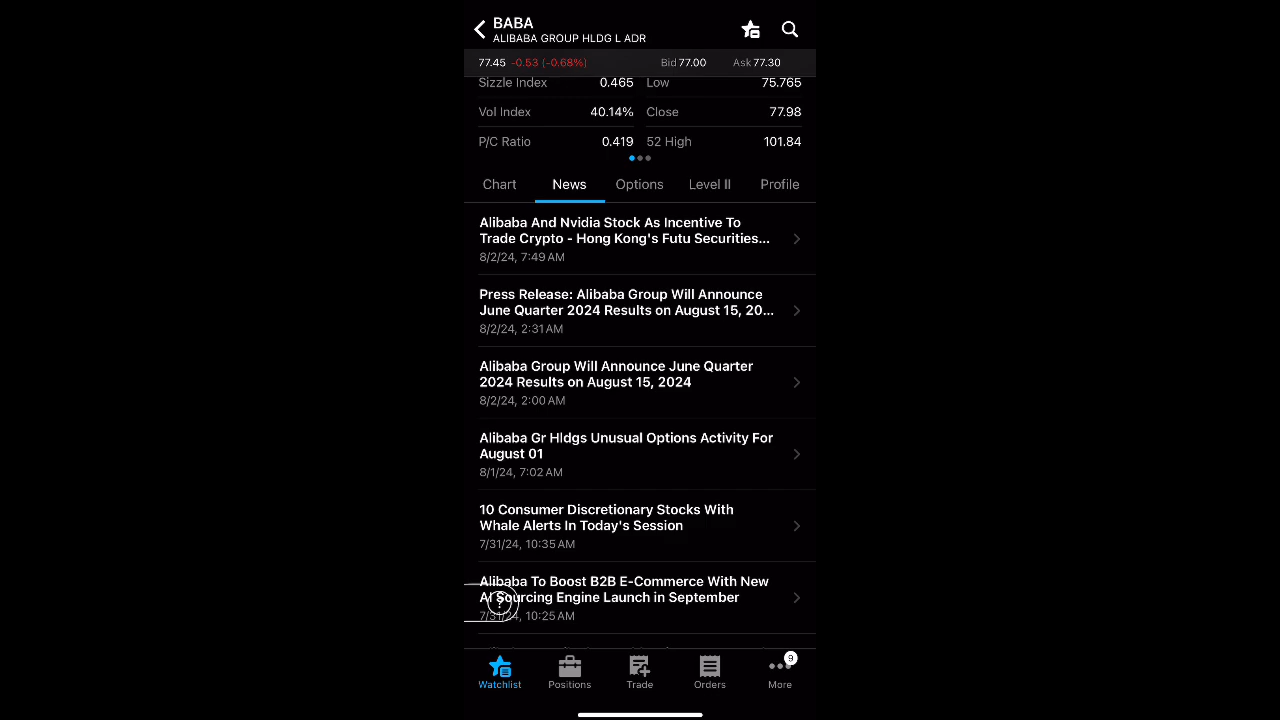 BABA
ALIBABA GROUP HLDG L ADR
77.45 -0.53 (-0.68%) Bid 77.00 Ask 77.30
Sizzle Index 0.465 Low 75.765
Vol Index 40.14% Close 77.98
P/C Ratio 0.419 52 High 101.84
Chart News Options Level II Profile
Alibaba And Nvidia Stock As Incentive To
Trade Crypto - Hong Kong's Futu Securities...
8/2/24, 7:49 AM
Press Release: Alibaba Group Will Announce
June Quarter 2024 Results on August 15, 20...
8/2/24, 2:31 AM
Alibaba Group Will Announce June Quarter
2024 Results on August 15, 2024
8/2/24, 2:00 AM
Alibaba Gr Hldgs Unusual Options Activity For
August 01
8/1/24, 7:02 AM
10 Consumer Discretionary Stocks With
Whale Alerts In Today's Session
7/31/24, 10:35 AM
Alibaba To Boost B2B E-Commerce With New
AI Sourcing Engine Launch in September
7/31/24, 10:25 AM
9
Watchlist Positions Trade Orders More